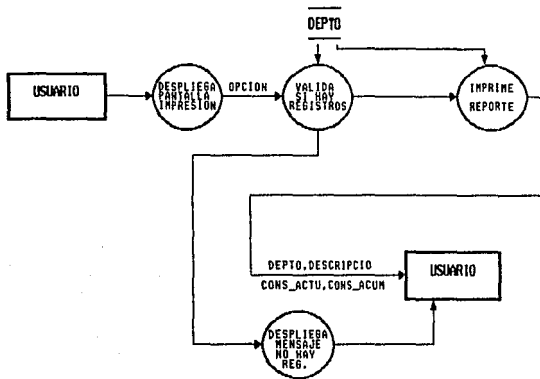 DEPTO
USUARIO
DESPLIEGA
PANTALLA
IMPRESION
OPCION
VALIDA
SI HAY
REGISTROS
IMPRIME
REPORTE
DEPTO,DESCRIPCIO
CONS_ACTU,CONS_ACUM
USUARIO
DESPLIEGA
MENSAJE
NO HAY
REG.